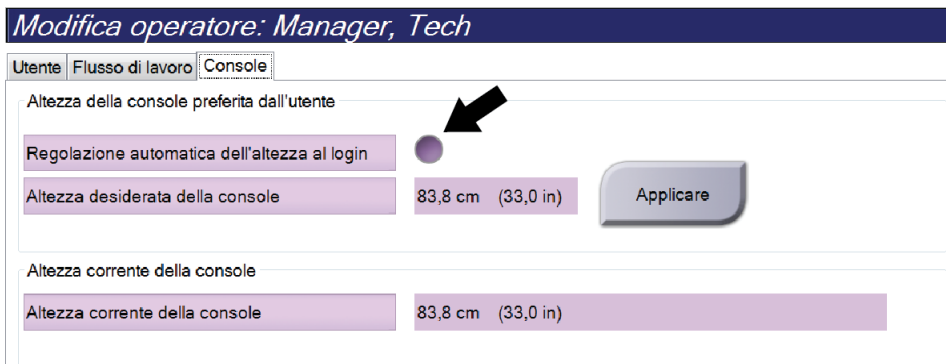 Modifica operatore: Manager, Tech
Utente Flusso di lavoro Console
Altezza della console preferita dall'utente
Regolazione automatica dell'altezza al login
Altezza desiderata della console 83,8 cm (33,0 in) Applicare
Altezza corrente della console
Altezza corrente della console 83,8 cm (33,0 in)